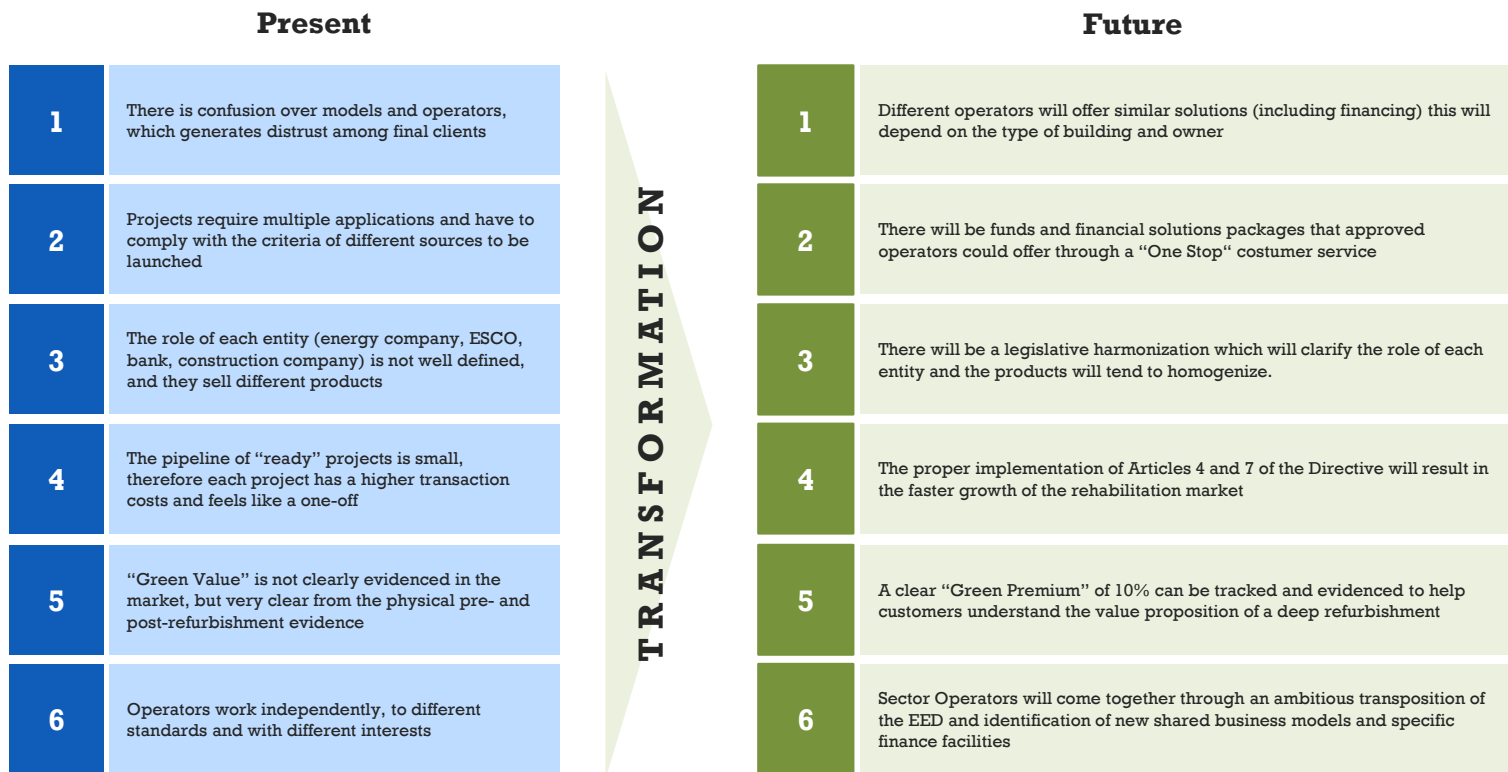 Present
1
There is confusion over models and operators,
which generates distrust among final clients
2
Projects require multiple applications and have to
comply with the criteria of different sources to be
launched
3
The role of each entity (energy company, ESCO,
bank, construction company) is not well defined,
and they sell different products
4
The pipeline of “ready” projects is small,
therefore each project has a higher transaction
costs and feels like a one-off
5
“Green Value” is not clearly evidenced in the
market, but very clear from the physical pre- and
post-refurbishment evidence
6
Operators work independently, to different
standards and with different interests
TRANSFORMATION
Future
1
Different operators will offer similar solutions (including financing) this will
depend on the type of building and owner
2
There will be funds and financial solutions packages that approved
operators could offer through a “One Stop“ costumer service
3
There will be a legislative harmonization which will clarify the role of each
entity and the products will tend to homogenize.
4
The proper implementation of Articles 4 and 7 of the Directive will result in
the faster growth of the rehabilitation market
5
A clear “Green Premium” of 10% can be tracked and evidenced to help
customers understand the value proposition of a deep refurbishment
6
Sector Operators will come together through an ambitious transposition of
the EED and identification of new shared business models and specific
finance facilities